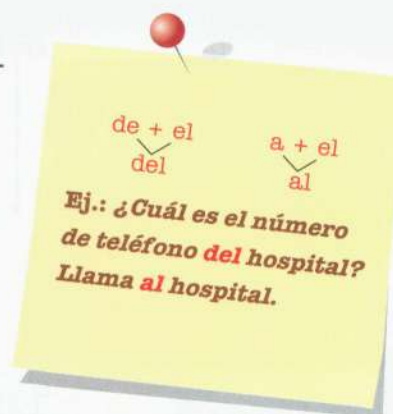 de + el
del
a + el
al
Ej.: ¿Cuál es el número
de teléfono del hospital?
Llama al hospital.